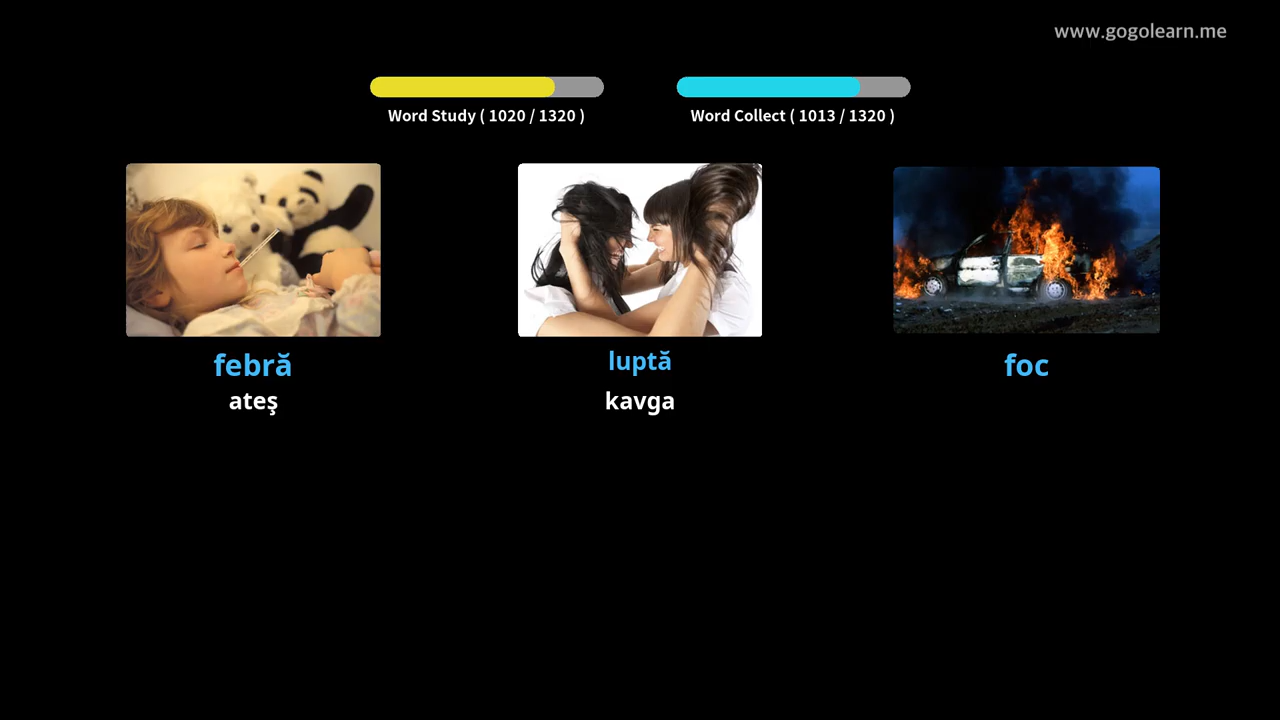 www.gogolearn.me
Word Study ( 1020 / 1320 )
Word Collect ( 1013 / 1320 )
febră
luptă
foc
ateş
kavga